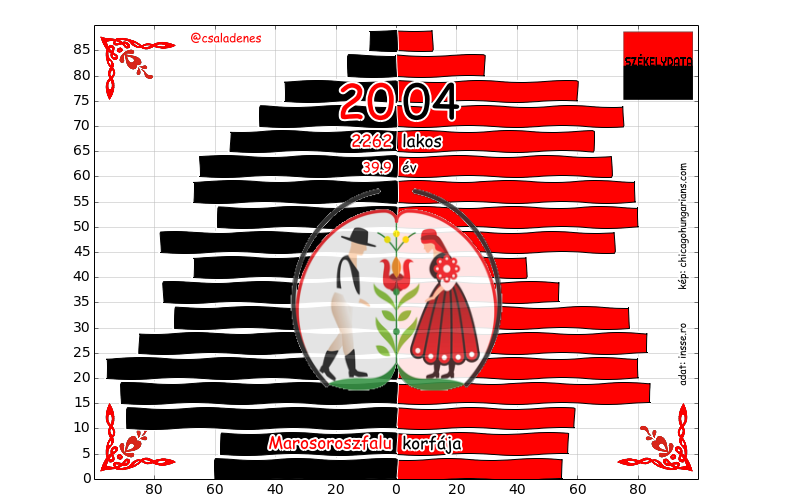 @csaladenes
SZÉKELYDATA
2004
2262 lakos
39.9 év
kép: chicagohungarians.com
adat: insse.ro
Marosoroszfalu korfája
85
80
75
70
65
60
55
50
45
40
35
30
25
20
15
10
5
0
80 60 40 20 0 20 40 60 80